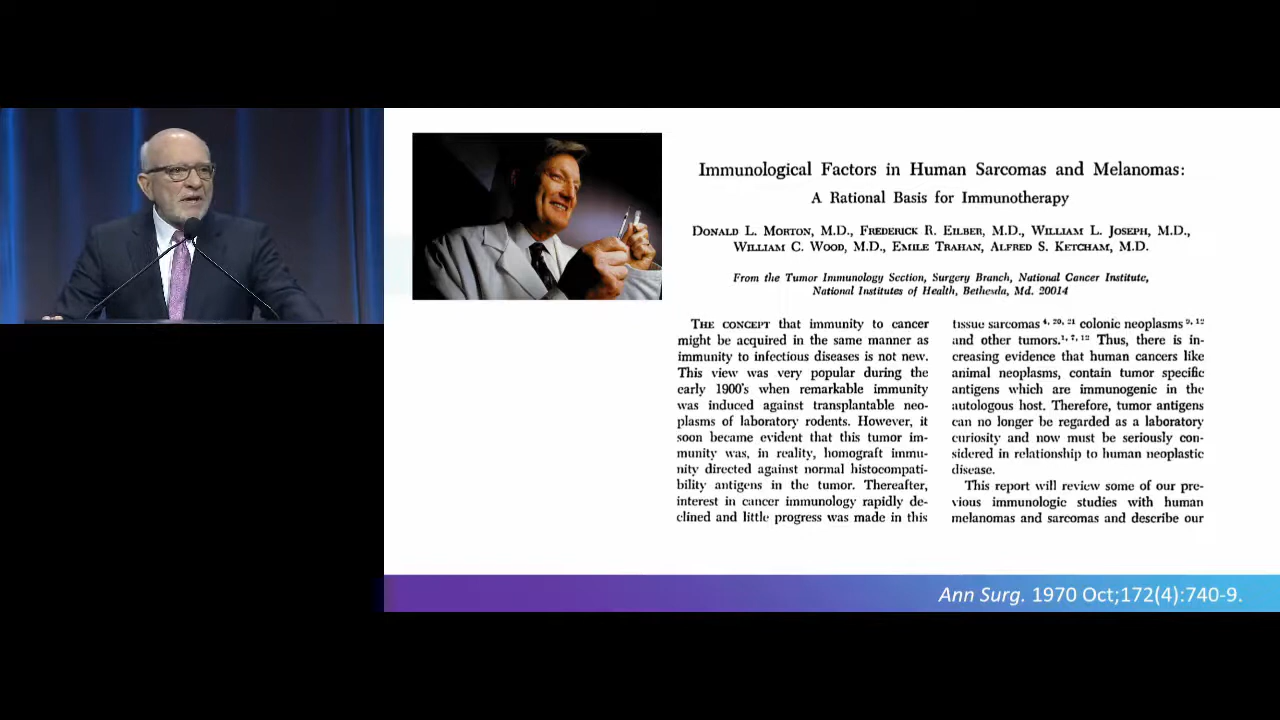 Immunological Factors in Human Sarcomas and Melanomas:
A Rational Basis for Immunotherapy
DONALD L. MORTON, M.D., FREDERICK R. EILBER, M.D., WILLIAM L. JOSEPH, M.D.,
WILLIAM C. WOOD, M.D., EMILE TRAHAN, ALFRED S. KETCHAM, M.D.
From the Tumor Immunology Section, Surgery Branch, National Cancer Institute,
National Institutes of Health, Bethesda, Md. 20014
THE CONCEPT that immunity to cancer
might be acquired in the same manner as
immunity to infectious diseases is not new.
This view was very popular during the
early 1900's when remarkable immunity
was induced against transplantable neo-
plasms of laboratory rodents. However, it
soon became evident that this tumor im-
munity was, in reality, homograft immu-
nity directed against normal histocompati-
bility antigens in the tumor. Thereafter,
interest in cancer immunology rapidly de-
clined and little progress was made in this
tissue sarcomas 4, 20, 21 colonic neoplasms 9, 12
and other tumors.1, 7, 12 Thus, there is in-
creasing evidence that human cancers like
animal neoplasms, contain tumor specific
antigens which are immunogenic in the
autologous host. Therefore, tumor antigens
can no longer be regarded as a laboratory
curiosity and now must be seriously con-
sidered in relationship to human neoplastic
disease.
This report will review some of our pre-
vious immunologic studies with human
melanomas and sarcomas and describe our
Ann Surg. 1970 Oct;172(4):740-9.